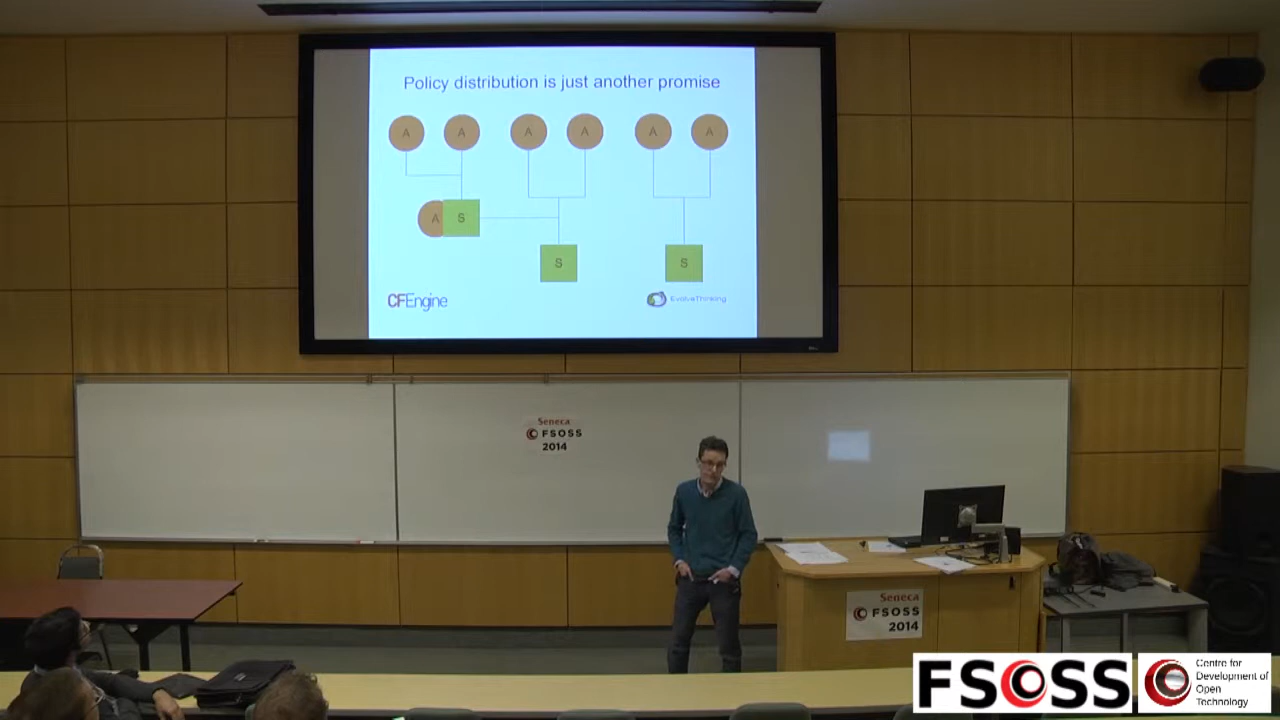 Policy distribution is just another promise
A A A A A A
A S
S S
CFEngine EvolveThinking
Seneca
FSOSS
2014
Seneca
FSOSS
2014
FSOSS
Centre for
Development of
Open
Technology